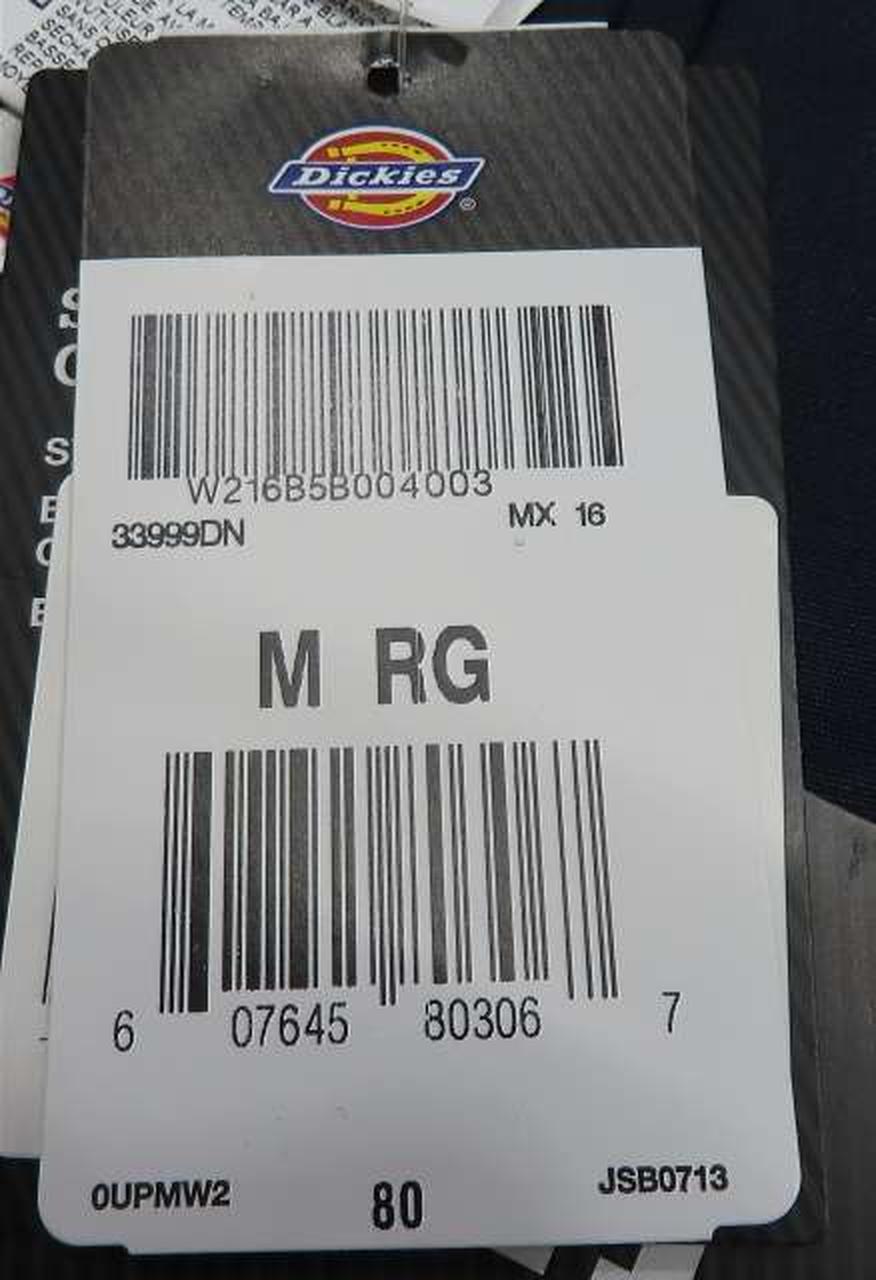 Dickies®
W216B5B004003
33999DN MX 16
M RG
6 07645 80306 7
0UPMW2 80 JSB0713